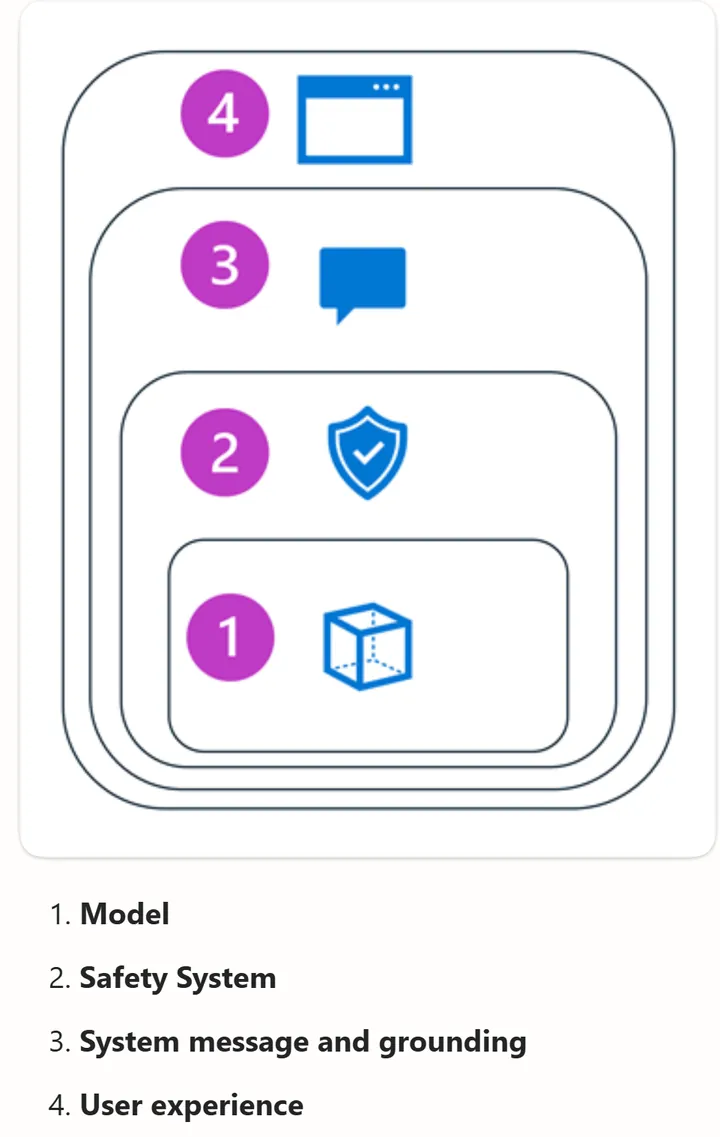 4
3
2
1
1. Model
2. Safety System
3. System message and grounding
4. User experience